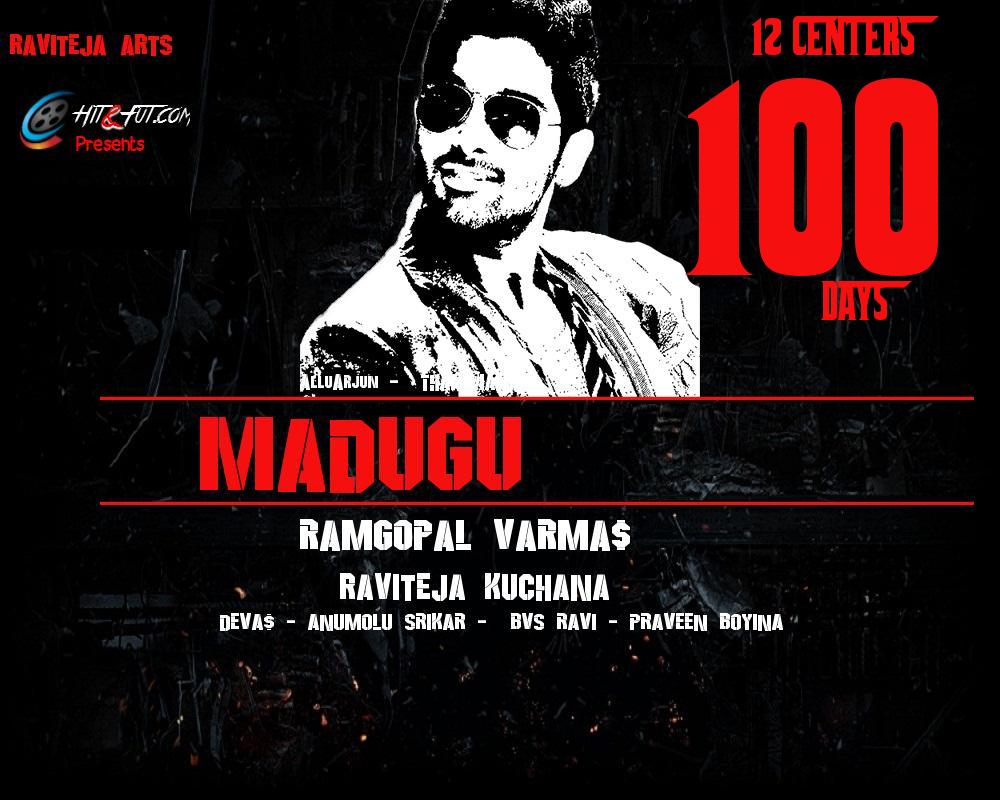 RAVITEJA ARTS
HIT&FUT.COM
Presents
12 CENTERS
100
DAYS
ALLUARJUN -
MADUGU
RAMGOPAL VARMA$
RAVITEJA KUCHANA
DEVA$ - ANUMOLU SRIKAR - BVS RAVI - PRAVEEN BOYINA